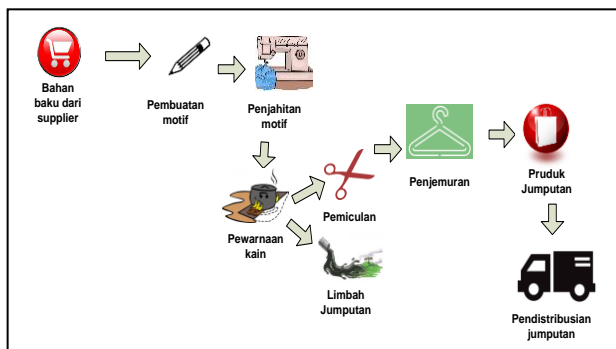 Bahan
baku dari
supplier
Pembuatan
motif
Penjahitan
motif
Pewarnaan
kain
Pemiculan
Limbah
Jumputan
Penjemuran
Pruduk
Jumputan
Pendistribusian
jumputan